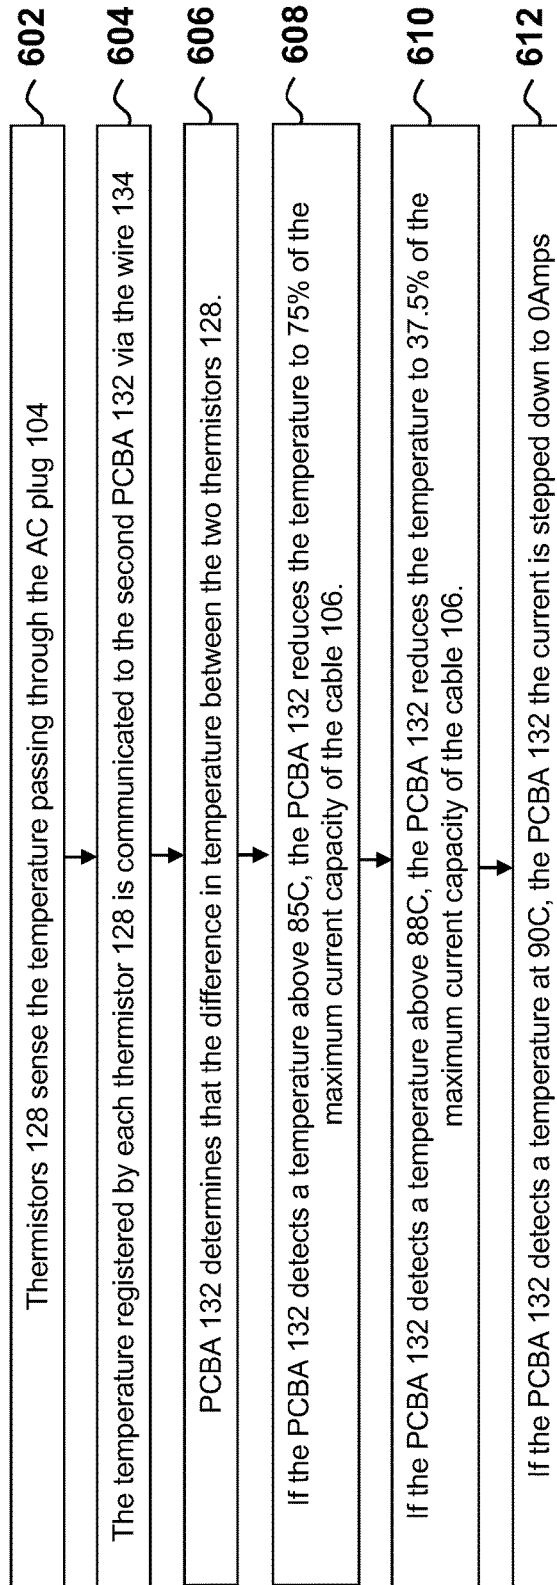 Thermistors 128 sense the temperature passing through the AC plug 104
602
The temperature registered by each thermistor 128 is communicated to the second PCBA 132 via the wire 134
604
PCBA 132 determines that the difference in temperature between the two thermistors 128.
606
If the PCBA 132 detects a temperature above 85C, the PCBA 132 reduces the temperature to 75% of the
maximum current capacity of the cable 106.
608
If the PCBA 132 detects a temperature above 88C, the PCBA 132 reduces the temperature to 37.5% of the
maximum current capacity of the cable 106.
610
If the PCBA 132 detects a temperature at 90C, the PCBA 132 the current is stepped down to 0Amps
612